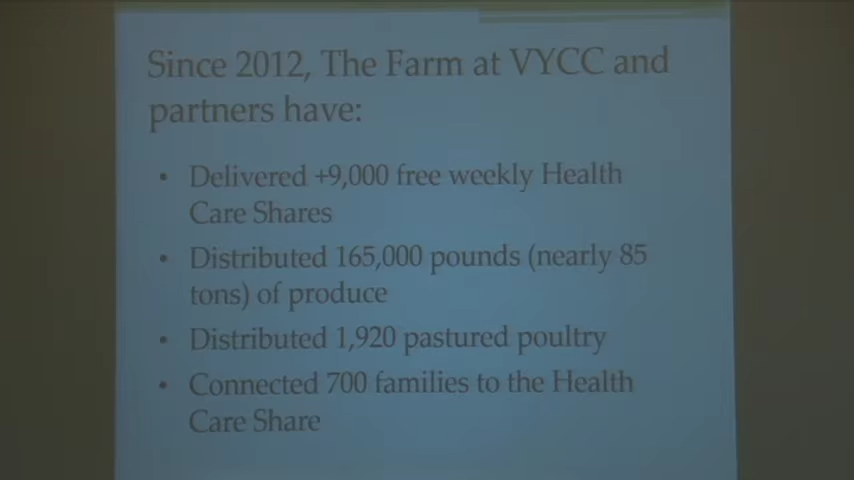 Since 2012, The Farm at VYCC and
partners have:
• Delivered +9,000 free weekly Health
Care Shares
• Distributed 165,000 pounds (nearly 85
tons) of produce
• Distributed 1,920 pastured poultry
• Connected 700 families to the Health
Care Share